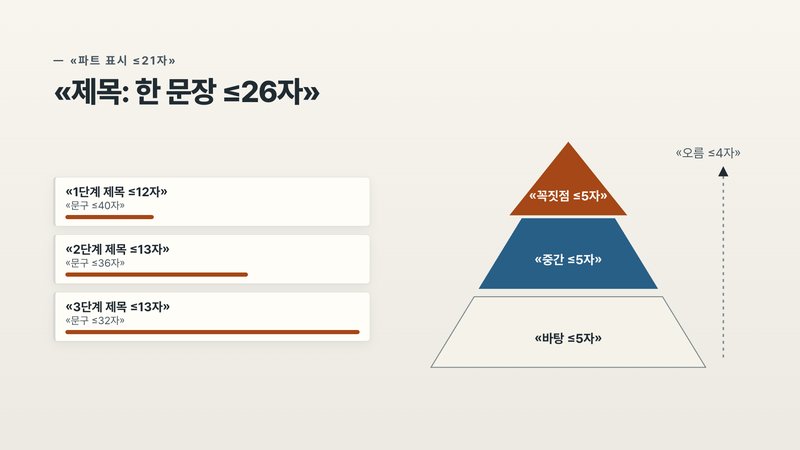 — «파트 표시 ≤21자»
«제목: 한 문장 ≤26자»
«1단계 제목 ≤12자»
«문구 ≤40자»
«2단계 제목 ≤13자»
«문구 ≤36자»
«3단계 제목 ≤13자»
«문구 ≤32자»
«오름 ≤4자»
«꼭짓점 ≤5자»
«중간 ≤5자»
«바탕 ≤5자»